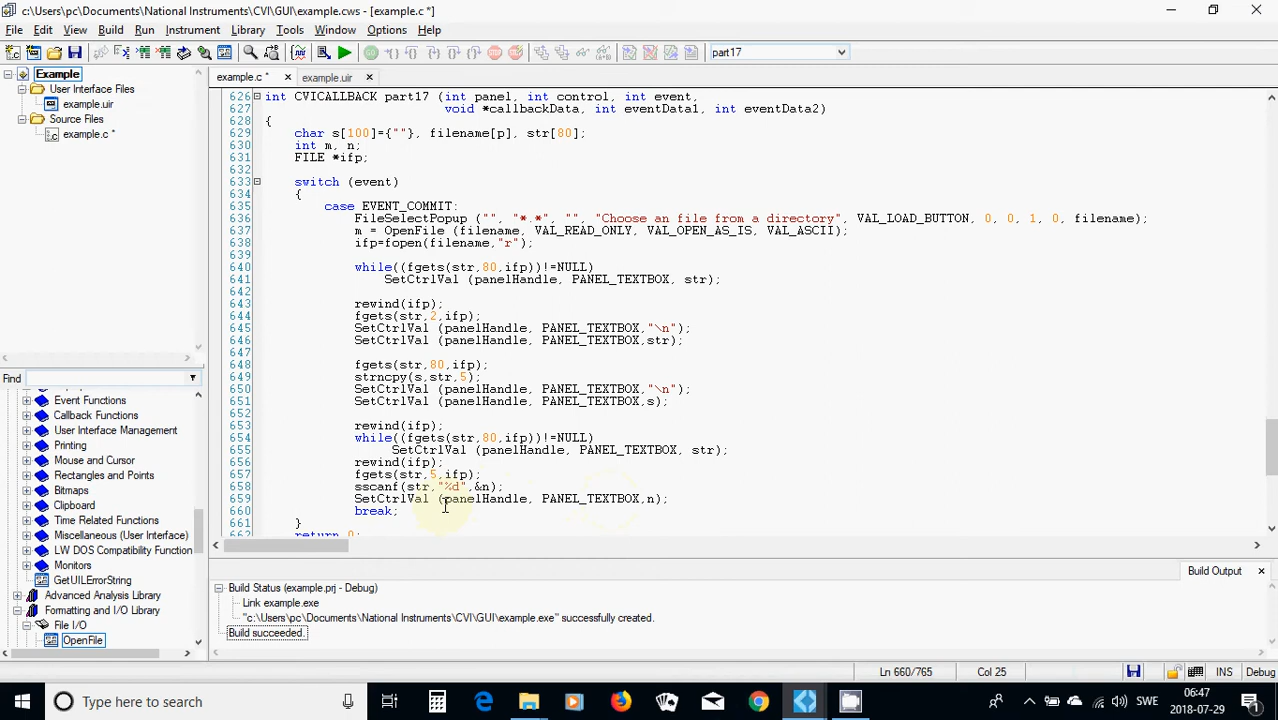 c:\Users\pc\Documents\National Instruments\CVI\GUI\example.cws - [example.c *]
File Edit View Build Run Instrument Library Tools Window Options Help
part17
Example
User Interface Files
example.uir
Source Files
example.c *
Find
Event Functions
Callback Functions
User Interface Management
Printing
Mouse and Cursor
Rectangles and Points
Bitmaps
Clipboard
Time Related Functions
Miscellaneous (User Interface)
LW DOS Compatibility Function
Monitors
GetUILErrorString
Advanced Analysis Library
Formatting and I/O Library
File I/O
OpenFile
example.c * example.uir
626 int CVICALLBACK part17 (int panel, int control, int event,
627 void *callbackData, int eventData1, int eventData2)
628 {
629 char s[100]={""}, filename[p], str[80];
630 int m, n;
631 FILE *ifp;
632
633 switch (event)
634 {
635 case EVENT_COMMIT:
636 FileSelectPopup ("", "*.*", "", "Choose an file from a directory", VAL_LOAD_BUTTON, 0, 0, 1, 0, filename);
637 m = OpenFile (filename, VAL_READ_ONLY, VAL_OPEN_AS_IS, VAL_ASCII);
638 ifp=fopen(filename,"r");
639
640 while((fgets(str,80,ifp))!=NULL)
641 SetCtrlVal (panelHandle, PANEL_TEXTBOX, str);
642
643 rewind(ifp);
644 fgets(str,2,ifp);
645 SetCtrlVal (panelHandle, PANEL_TEXTBOX,"\n");
646 SetCtrlVal (panelHandle, PANEL_TEXTBOX,str);
647
648 fgets(str,80,ifp);
649 strncpy(s,str,5);
650 SetCtrlVal (panelHandle, PANEL_TEXTBOX,"\n");
651 SetCtrlVal (panelHandle, PANEL_TEXTBOX,s);
652
653 rewind(ifp);
654 while((fgets(str,80,ifp))!=NULL)
655 SetCtrlVal (panelHandle, PANEL_TEXTBOX, str);
656 rewind(ifp);
657 fgets(str,5,ifp);
658 sscanf(str,"%d",&n);
659 SetCtrlVal (panelHandle, PANEL_TEXTBOX,n);
660 break;
661 }
662 return 0;
Build Output
Build Status (example.prj - Debug)
Link example.exe
"c:\Users\pc\Documents\National Instruments\CVI\GUI\example.exe" successfully created.
Build succeeded.
Ln 660/765 Col 25 INS Debug
Type here to search
SWE
06:47
2018-07-29